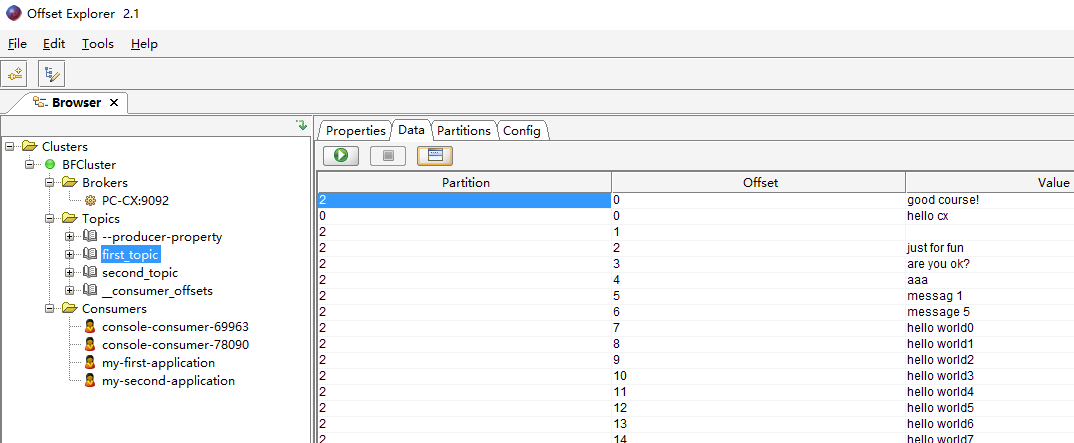 Offset Explorer 2.1
File Edit Tools Help
Browser
Clusters
BFCluster
Brokers
PC-CX:9092
Topics
--producer-property
first_topic
second_topic
__consumer_offsets
Consumers
console-consumer-69963
console-consumer-78090
my-first-application
my-second-application
Properties Data Partitions Config
Partition Offset Value
2 0 good course!
0 0 hello cx
2 1
2 2 just for fun
2 3 are you ok?
2 4 aaa
2 5 messag 1
2 6 message 5
2 7 hello world0
2 8 hello world1
2 9 hello world2
2 10 hello world3
2 11 hello world4
2 12 hello world5
2 13 hello world6
2 14 hello world7